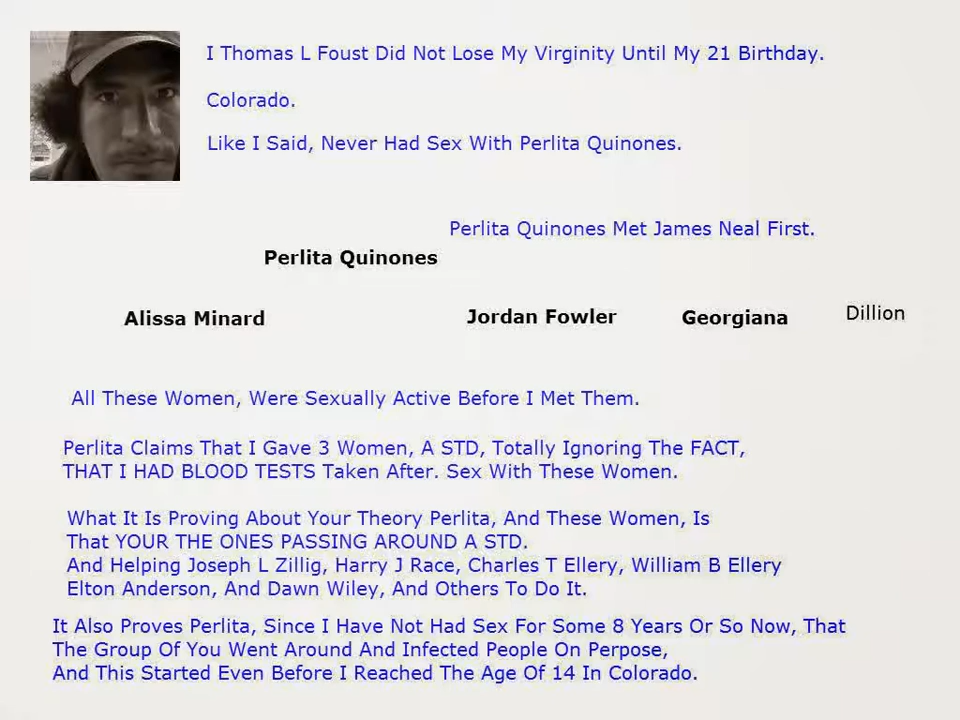 I Thomas L Foust Did Not Lose My Virginity Until My 21 Birthday.
Colorado.
Like I Said, Never Had Sex With Perlita Quinones.
Perlita Quinones Met James Neal First.
Perlita Quinones
Alissa Minard
Jordan Fowler
Georgiana
Dillion
All These Women, Were Sexually Active Before I Met Them.
Perlita Claims That I Gave 3 Women, A STD, Totally Ignoring The FACT,
THAT I HAD BLOOD TESTS Taken After. Sex With These Women.
What It Is Proving About Your Theory Perlita, And These Women, Is
That YOUR THE ONES PASSING AROUND A STD.
And Helping Joseph L Zillig, Harry J Race, Charles T Ellery, William B Ellery
Elton Anderson, And Dawn Wiley, And Others To Do It.
It Also Proves Perlita, Since I Have Not Had Sex For Some 8 Years Or So Now, That
The Group Of You Went Around And Infected People On Perpose,
And This Started Even Before I Reached The Age Of 14 In Colorado.